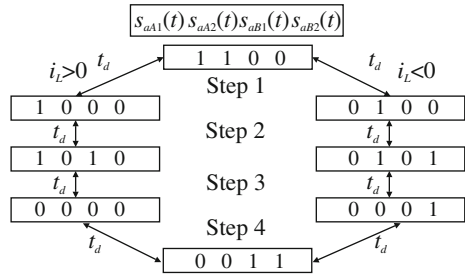 s_aA1(t) s_aA2(t) s_aB1(t) s_aB2(t)
t_d 1 1 0 0 t_d
i_L>0 i_L<0
Step 1
1 0 0 0 0 1 0 0
t_d Step 2 t_d
1 0 1 0 0 1 0 1
t_d Step 3 t_d
0 0 0 0 0 0 0 1
Step 4
t_d t_d
0 0 1 1